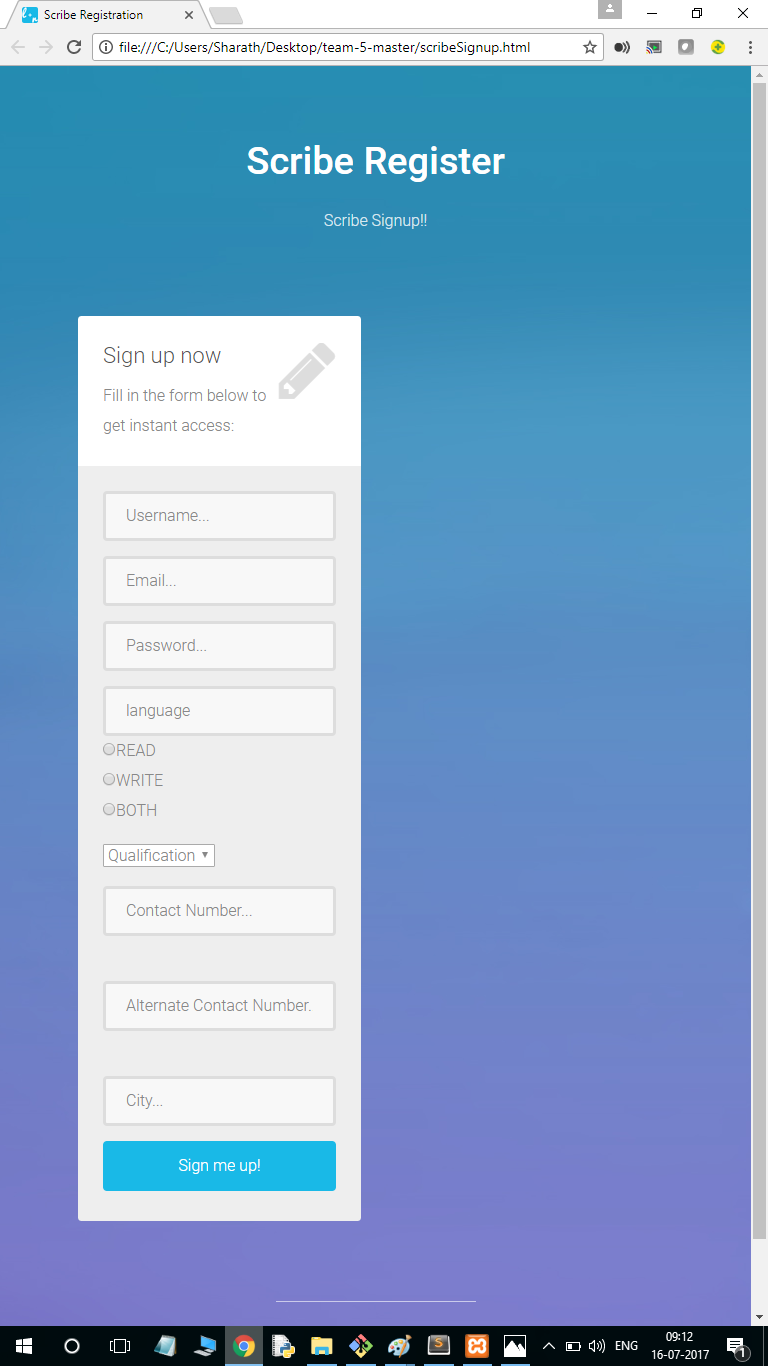 Scribe Registration
file:///C:/Users/Sharath/Desktop/team-5-master/scribeSignup.html
Scribe Register
Scribe Signup!!
Sign up now
Fill in the form below to
get instant access:
Username...
Email...
Password...
language
READ
WRITE
BOTH
Qualification
Contact Number...
Alternate Contact Number.
City...
Sign me up!
ENG
09:12
16-07-2017
1